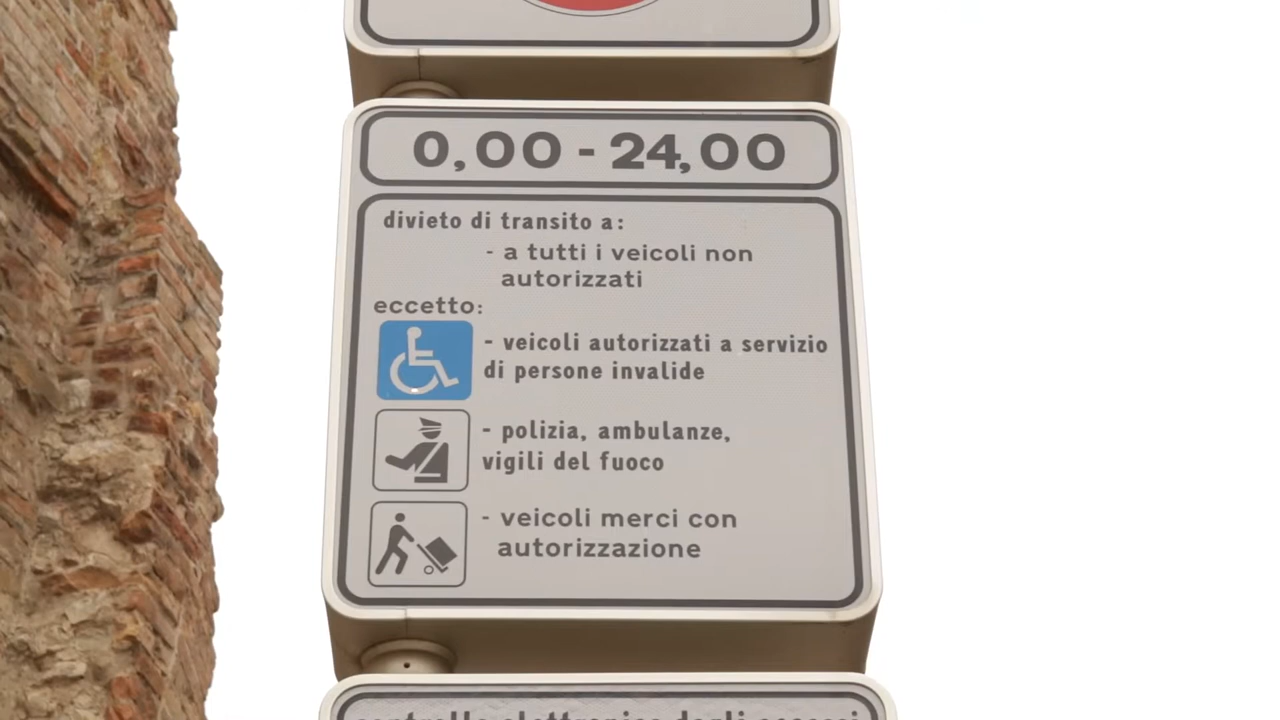 0,00 - 24,00
divieto di transito a:
- a tutti i veicoli non
autorizzati
eccetto:
- veicoli autorizzati a servizio
di persone invalide
- polizia, ambulanze,
vigili del fuoco
- veicoli merci con
autorizzazione
controllo elettronico degli accessi